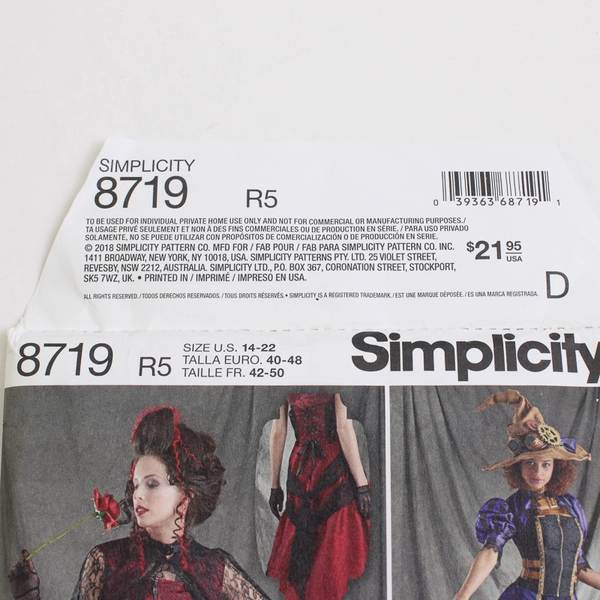 SIMPLICITY
8719 R5
0 39363 68719 1
TO BE USED FOR INDIVIDUAL PRIVATE HOME USE ONLY AND NOT FOR COMMERCIAL OR MANUFACTURING PURPOSES./
TA USAGE PRIVÉ SEULEMENT ET NON À DES FINS COMMERCIALES OU DE PRODUCTION EN SÉRIE. / PARA USO PRIVADO
SOLAMENTE, NO SE PUEDE UTILIZAR CON PROPÓSITOS DE COMERCIALIZACIÓN O DE PRODUCCIÓN EN SERIE.
© 2018 SIMPLICITY PATTERN CO. MFD FOR / FAB POUR / FAB PARA SIMPLICITY PATTERN CO. INC.
1411 BROADWAY, NEW YORK, NY 10018, USA. SIMPLICITY PATTERNS PTY. LTD. 25 VIOLET STREET,
REVESBY, NSW 2212, AUSTRALIA. SIMPLICITY LTD., P.O. BOX 367, CORONATION STREET, STOCKPORT,
SK5 7WZ, UK. • PRINTED IN / IMPRIMÉ / IMPRESO EN USA.
$21.95 USA
ALL RIGHTS RESERVED./TODOS DERECHOS RESERVADOS./TOUS DROITS RÉSERVÉS. • SIMPLICITY IS A REGISTERED TRADEMARK./EST UNE MARQUE DÉPOSÉE./ES UNA MARCA REGISTRADA.
D
8719 R5
SIZE U.S. 14-22
TALLA EURO. 40-48
TAILLE FR. 42-50
Simplicity